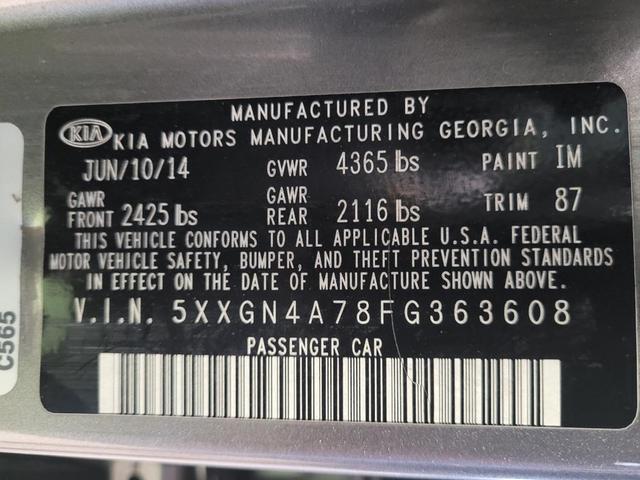 MANUFACTURED BY
KIA KIA MOTORS MANUFACTURING GEORGIA, INC.
JUN/10/14 GVWR 4365 lbs PAINT IM
GAWR FRONT 2425 lbs GAWR REAR 2116 lbs TRIM 87
THIS VEHICLE CONFORMS TO ALL APPLICABLE U.S.A. FEDERAL
MOTOR VEHICLE SAFETY, BUMPER, AND THEFT PREVENTION STANDARDS
IN EFFECT ON THE DATE OF MANUFACTURE SHOWN ABOVE.
V.I.N. 5XXGN4A78FG363608
PASSENGER CAR
C565